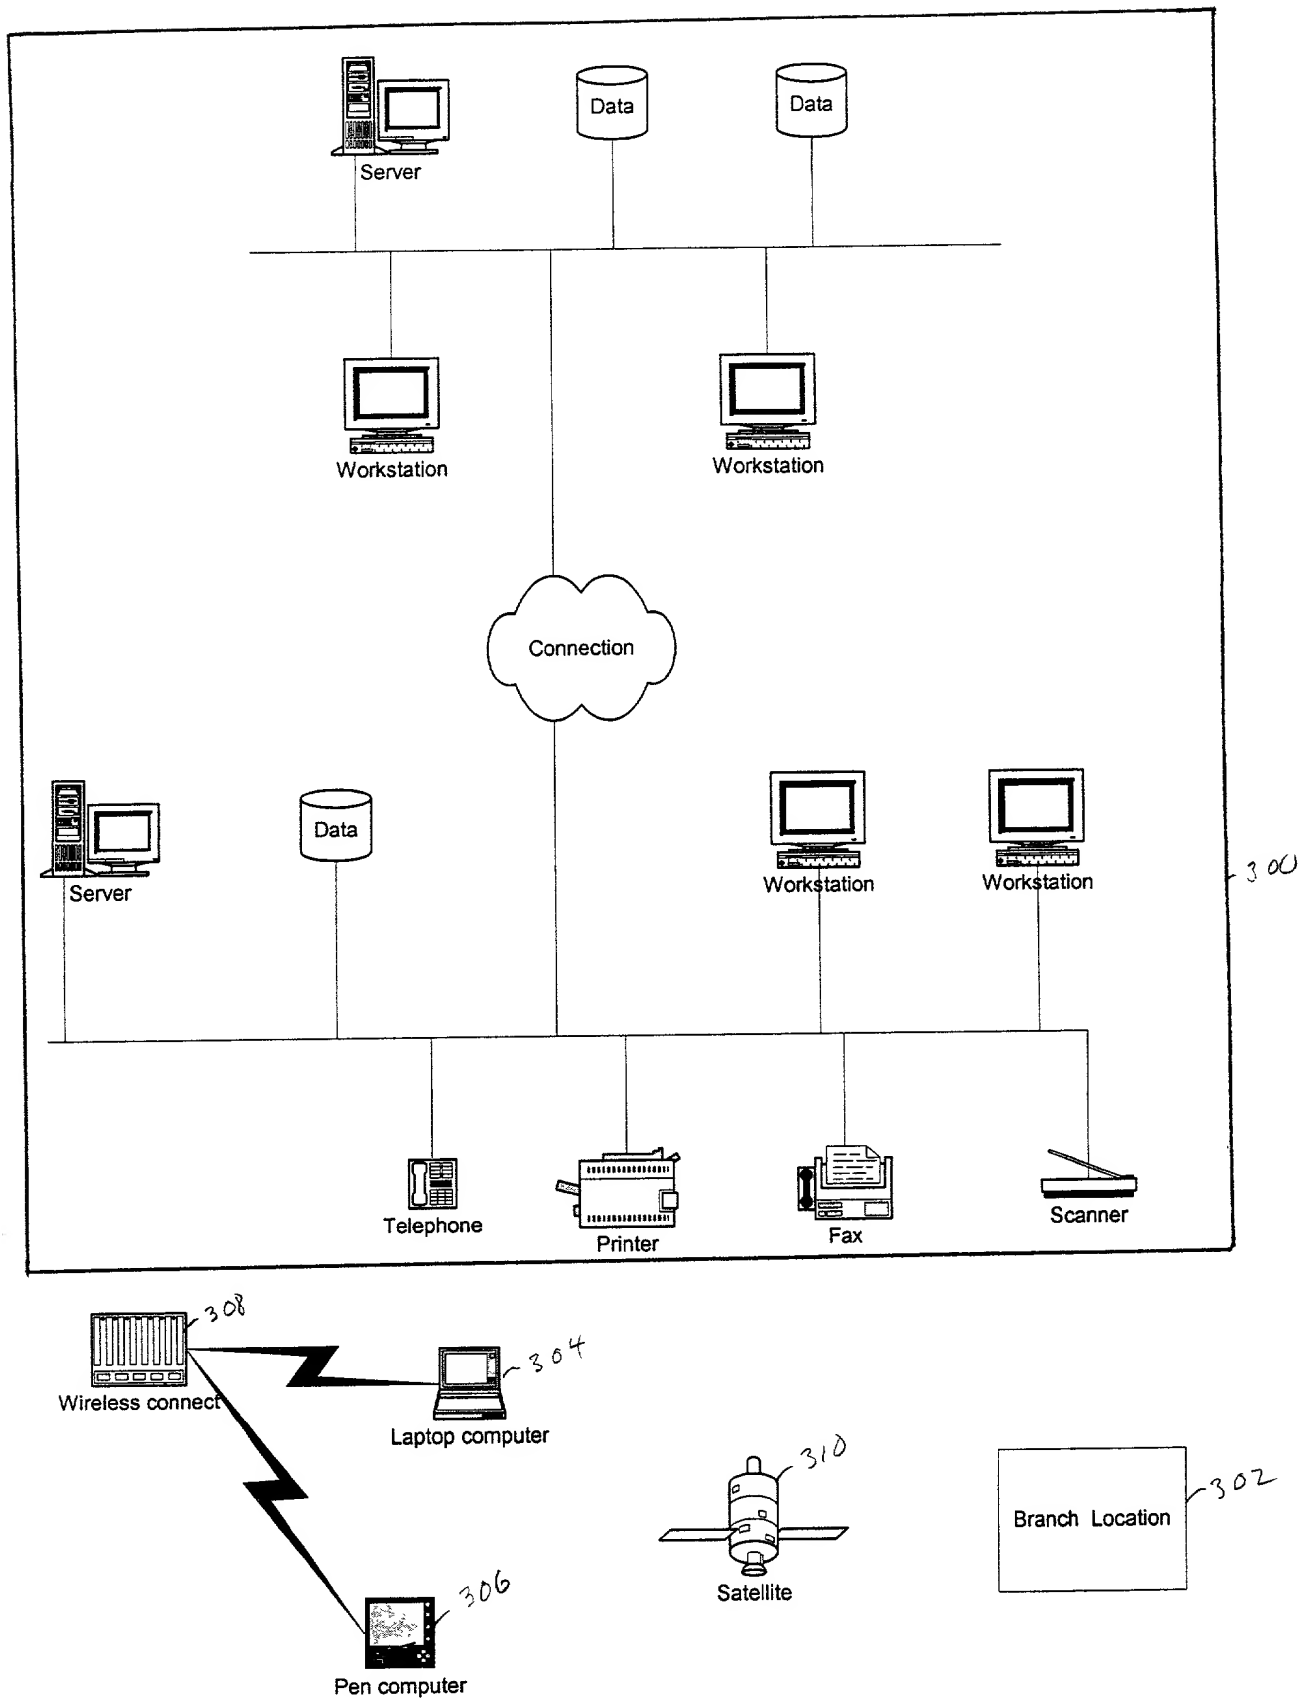 Data
Data
Server
Workstation
Workstation
Connection
Data
Server
Workstation
Workstation
300
Telephone
Printer
Fax
Scanner
308
304
Wireless connect
Laptop computer
310
302
Branch Location
306
Satellite
Pen computer